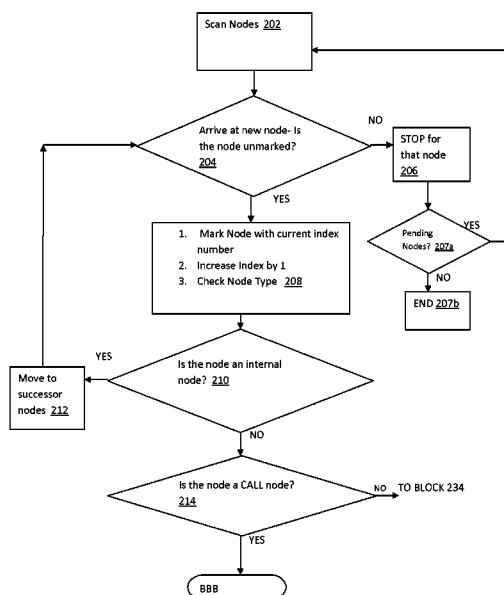 Scan Nodes 202
Arrive at new node- Is
the node unmarked?
204
NO
STOP for
that node
206
YES
Pending
Nodes? 207a
YES
NO
END 207b
1. Mark Node with current index
number
2. Increase Index by 1
3. Check Node Type 208
Is the node an internal
node? 210
YES
Move to
successor
nodes 212
NO
Is the node a CALL node?
214
NO TO BLOCK 234
YES
BBB